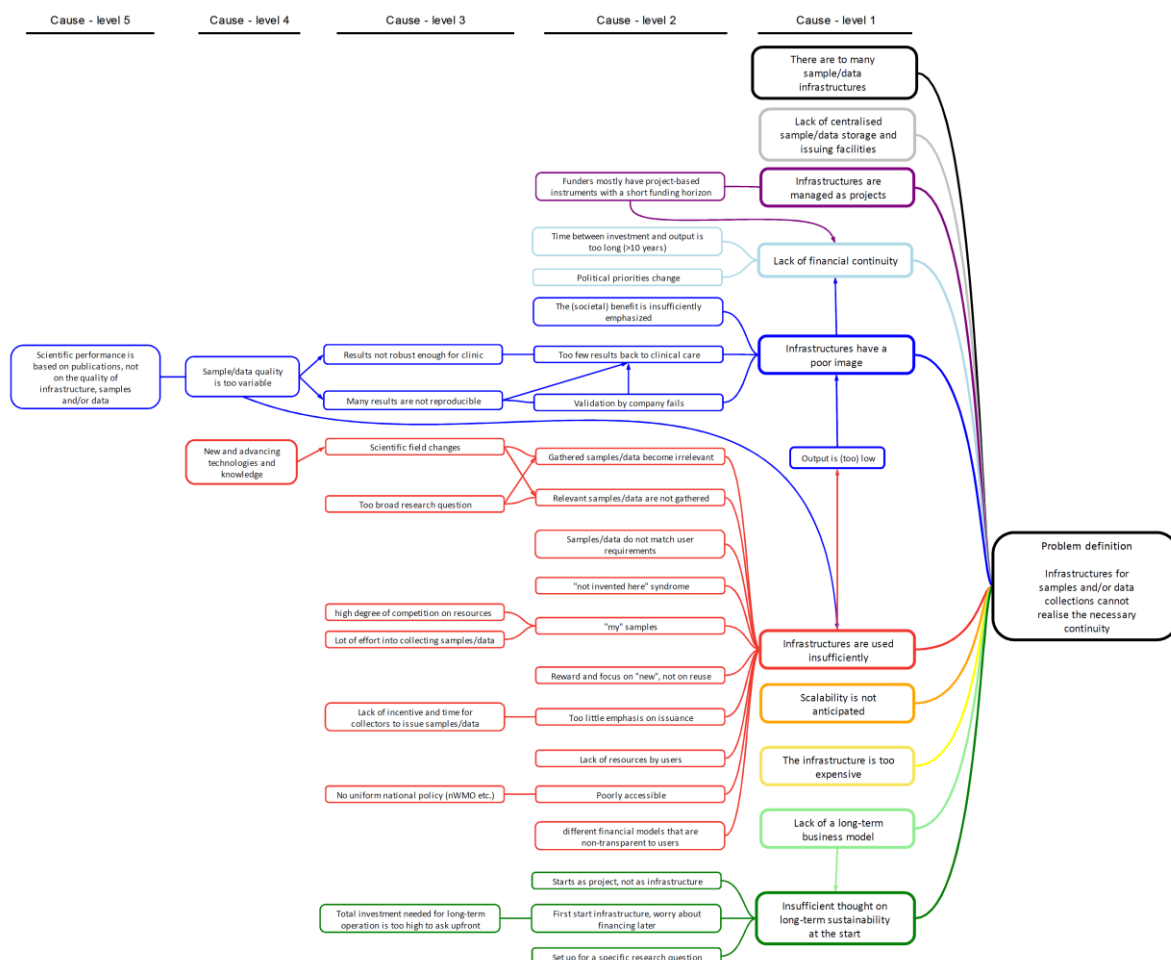 Cause - level 5
Cause - level 4
Cause - level 3
Cause - level 2
Cause - level 1
There are to many
sample/data
infrastructures
Lack of centralised
sample/data storage and
issuing facilities
Funders mostly have project-based
instruments with a short funding horizon
Infrastructures are
managed as projects
Time between investment and output is
too long (>10 years)
Political priorities change
Lack of financial continuity
The (societal) benefit is insufficiently
emphasized
Scientific performance is
based on publications, not
on the quality of
infrastructure, samples
and/or data
Sample/data quality
is too variable
Results not robust enough for clinic
Many results are not reproducible
Too few results back to clinical care
Validation by company fails
Infrastructures have a
poor image
Output is (too) low
New and advancing
technologies and
knowledge
Scientific field changes
Too broad research question
Gathered samples/data become irrelevant
Relevant samples/data are not gathered
Samples/data do not match user
requirements
"not invented here" syndrome
high degree of competition on resources
Lot of effort into collecting samples/data
"my" samples
Reward and focus on "new", not on reuse
Lack of incentive and time for
collectors to issue samples/data
Too little emphasis on issuance
Lack of resources by users
No uniform national policy (nWMO etc.)
Poorly accessible
different financial models that are
non-transparent to users
Infrastructures are used
insufficiently
Scalability is not
anticipated
The infrastructure is too
expensive
Lack of a long-term
business model
Starts as project, not as infrastructure
Total investment needed for long-term
operation is too high to ask upfront
First start infrastructure, worry about
financing later
Set up for a specific research question
Insufficient thought on
long-term sustainability
at the start
Problem definition
Infrastructures for
samples and/or data
collections cannot
realise the necessary
continuity